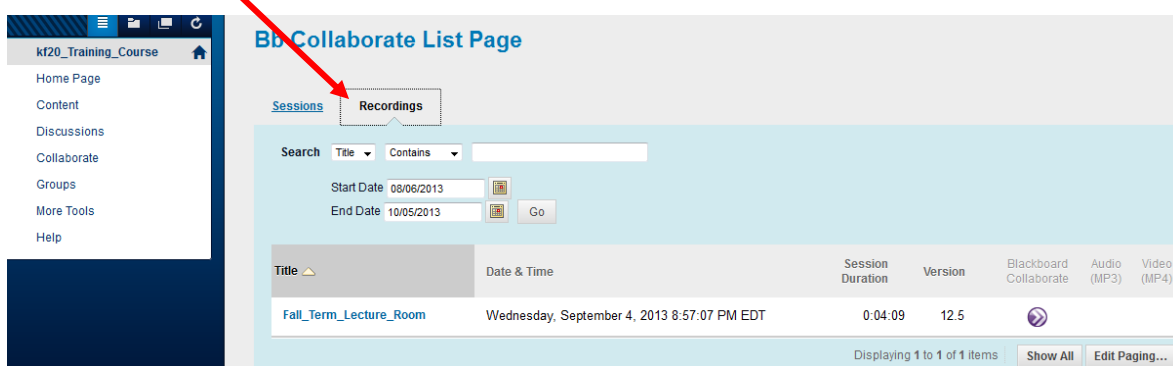 kf20_Training_Course
Home Page
Content
Discussions
Collaborate
Groups
More Tools
Help
Bb Collaborate List Page
Sessions Recordings
Search Title Contains
Start Date 08/06/2013
End Date 10/05/2013 Go
Title Date & Time Session Duration Version Blackboard Collaborate Audio (MP3) Video (MP4)
Fall_Term_Lecture_Room Wednesday, September 4, 2013 8:57:07 PM EDT 0:04:09 12.5
Displaying 1 to 1 of 1 items Show All Edit Paging...